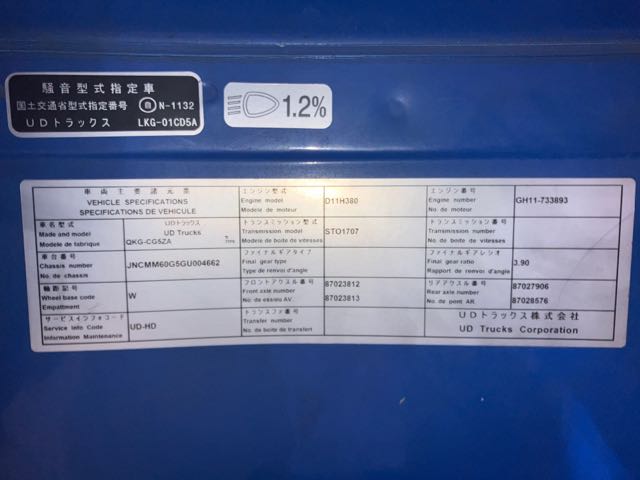 騒音型式指定車
国土交通省型式指定番号 自 N-1132
UDトラックス LKG-01CD5A
1.2%
車両主要諸元票
VEHICLE SPECIFICATIONS
SPECIFICATIONS DE VEHICULE
エンジン型式
Engine model
Modele de moteur
D11H380
エンジン番号
Engine number
No. de moteur
GH11-733893
車名型式
Made and model
Modele de fabrique
UDトラックス
UD Trucks
QKG-CG5ZA
TYPE
トランスミッション型式
Transmission model
Modele de boite de vitesses
STO1707
トランスミッション番号
Transmission number
No. de boite de vitesses
車台番号
Chassis number
No. de chassis
JNCMM60G5GU004662
ファイナルギアタイプ
Final gear type
Type de renvoi d'angle
ファイナルギアレシオ
Final gear ratio
Rapport de renvoi d'angle
3.90
軸距記号
Wheel base code
Empattment
W
フロントアクスル番号
Front axle number
No. de essieu AV.
87023812
87023813
リアアクスル番号
Rear axle number
No. de pont AR.
87027906
87028576
サービスインフォコード
Service Info Code
Information Maintenance
UD-HD
トランスファ番号
Transfer number
No. de boite de transfert
UDトラックス株式会社
UD Trucks Corporation